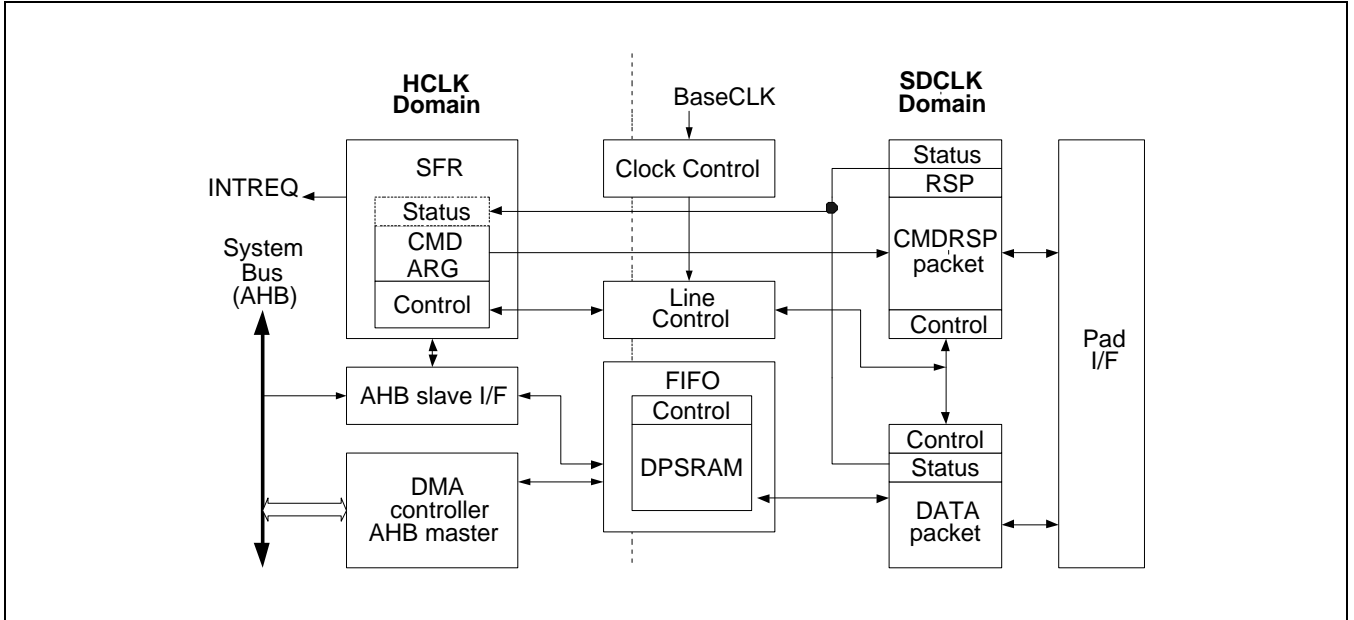 HCLK
Domain
SDCLK
Domain
BaseCLK
SFR
Clock Control
Status
RSP
INTREQ
Status
CMD
ARG
CMDRSP
packet
System
Bus
(AHB)
Control
Line
Control
Control
Pad
I/F
AHB slave I/F
FIFO
Control
DPSRAM
Control
Status
DATA
packet
DMA
controller
AHB master